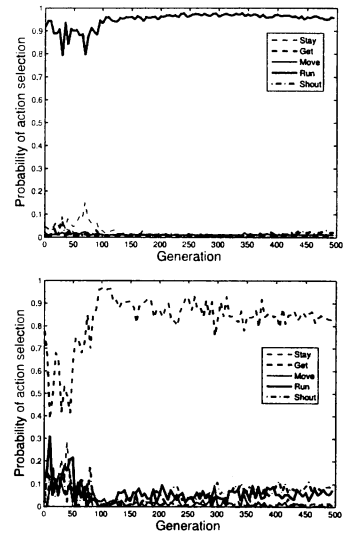 Probability of action selection
1
0.9
0.8
0.7
0.6
0.5
0.4
0.3
0.2
0.1
0
Stay
Get
Move
Run
Shout
0 50 100 150 200 250 300 350 400 450 500
Generation
Probability of action selection
1
0.9
0.8
0.7
0.6
0.5
0.4
0.3
0.2
0.1
0
Stay
Get
Move
Run
Shout
0 50 100 150 200 250 300 350 400 450 500
Generation